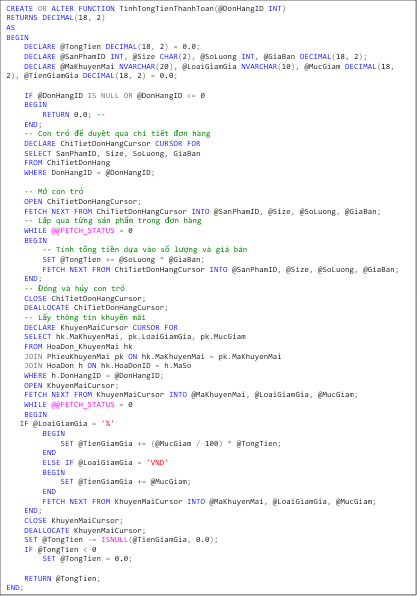 CREATE OR ALTER FUNCTION TinhTongTienThanhToan(@DonHangID INT)
RETURNS DECIMAL(18, 2)
AS
BEGIN
DECLARE @TongTien DECIMAL(18, 2) = 0.0;
DECLARE @SanPhamID INT, @Size CHAR(2), @SoLuong INT, @GiaBan DECIMAL(18, 2);
DECLARE @MaKhuyenMai NVARCHAR(20), @LoaiGiamGia NVARCHAR(10), @MucGiam DECIMAL(18,
2), @TienGiamGia DECIMAL(18, 2) = 0.0;
IF @DonHangID IS NULL OR @DonHangID <= 0
BEGIN
RETURN 0.0; --
END;
-- Con trỏ để duyệt qua chi tiết đơn hàng
DECLARE ChiTietDonHangCursor CURSOR FOR
SELECT SanPhamID, Size, SoLuong, GiaBan
FROM ChiTietDonHang
WHERE DonHangID = @DonHangID;
-- Mở con trỏ
OPEN ChiTietDonHangCursor;
FETCH NEXT FROM ChiTietDonHangCursor INTO @SanPhamID, @Size, @SoLuong, @GiaBan;
-- Lặp qua từng sản phẩm trong đơn hàng
WHILE @@FETCH_STATUS = 0
BEGIN
-- Tính tổng tiền dựa vào số lượng và giá bán
SET @TongTien += @SoLuong * @GiaBan;
FETCH NEXT FROM ChiTietDonHangCursor INTO @SanPhamID, @Size, @SoLuong, @GiaBan;
END;
-- Đóng và hủy con trỏ
CLOSE ChiTietDonHangCursor;
DEALLOCATE ChiTietDonHangCursor;
-- Lấy thông tin khuyến mãi
DECLARE KhuyenMaiCursor CURSOR FOR
SELECT hk.MaKhuyenMai, pk.LoaiGiamGia, pk.MucGiam
FROM HoaDon_KhuyenMai hk
JOIN PhieuKhuyenMai pk ON hk.MaKhuyenMai = pk.MaKhuyenMai
JOIN HoaDon h ON hk.HoaDonID = h.MaSo
WHERE h.DonHangID = @DonHangID;
OPEN KhuyenMaiCursor;
FETCH NEXT FROM KhuyenMaiCursor INTO @MaKhuyenMai, @LoaiGiamGia, @MucGiam;
WHILE @@FETCH_STATUS = 0
BEGIN
IF @LoaiGiamGia = '%'
BEGIN
SET @TienGiamGia += (@MucGiam / 100) * @TongTien;
END
ELSE IF @LoaiGiamGia = 'VND'
BEGIN
SET @TienGiamGia += @MucGiam;
END
FETCH NEXT FROM KhuyenMaiCursor INTO @MaKhuyenMai, @LoaiGiamGia, @MucGiam;
END;
CLOSE KhuyenMaiCursor;
DEALLOCATE KhuyenMaiCursor;
SET @TongTien -= ISNULL(@TienGiamGia, 0.0);
IF @TongTien < 0
SET @TongTien = 0.0;
RETURN @TongTien;
END;